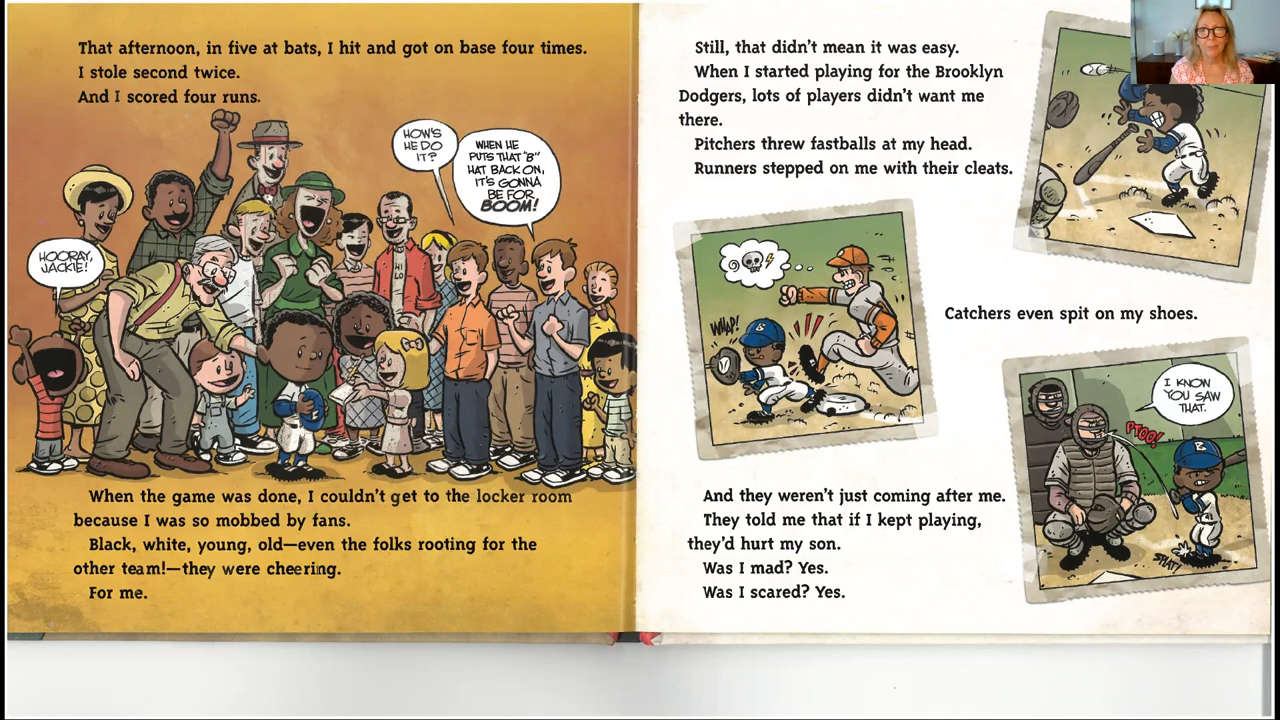 That afternoon, in five at bats, I hit and got on base four times.
I stole second twice.
And I scored four runs.
HOORAY,
JACKIE!
HOW'S
HE DO
IT?
WHEN HE
PUTS THAT "B"
HAT BACK ON,
IT'S GONNA
BE FOR
BOOM!
HI
LO
When the game was done, I couldn't get to the locker room
because I was so mobbed by fans.
Black, white, young, old—even the folks rooting for the
other team!—they were cheering.
For me.
Still, that didn't mean it was easy.
When I started playing for the Brooklyn
Dodgers, lots of players didn't want me
there.
Pitchers threw fastballs at my head.
Runners stepped on me with their cleats.
WHAP!
B
Catchers even spit on my shoes.
I KNOW
YOU SAW
THAT.
PTOO!
B
SPLAT!
And they weren't just coming after me.
They told me that if I kept playing,
they'd hurt my son.
Was I mad? Yes.
Was I scared? Yes.